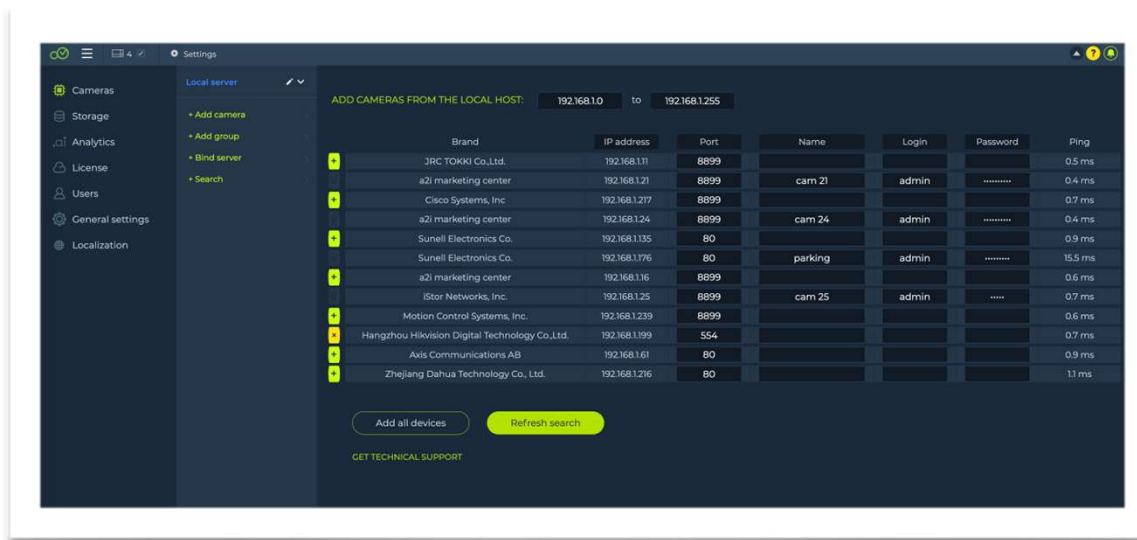 4
Settings
?
Cameras
Storage
Analytics
License
Users
General settings
Localization
Local server
+ Add camera
+ Add group
+ Bind server
+ Search
ADD CAMERAS FROM THE LOCAL HOST: 192.168.1.0 to 192.168.1.255
Brand IP address Port Name Login Password Ping
+ JRC TOKKI Co.,Ltd. 192.168.1.11 8899 0.5 ms
a2i marketing center 192.168.1.21 8899 cam 21 admin •••••••••• 0.4 ms
+ Cisco Systems, Inc 192.168.1.217 8899 0.7 ms
a2i marketing center 192.168.1.24 8899 cam 24 admin •••••••••• 0.4 ms
+ Sunell Electronics Co. 192.168.1.135 80 0.9 ms
Sunell Electronics Co. 192.168.1.176 80 parking admin ••••••••• 15.5 ms
+ a2i marketing center 192.168.1.16 8899 0.6 ms
iStor Networks, Inc. 192.168.1.25 8899 cam 25 admin ••••• 0.7 ms
+ Motion Control Systems, Inc. 192.168.1.239 8899 0.6 ms
× Hangzhou Hikvision Digital Technology Co.,Ltd. 192.168.1.199 554 0.7 ms
+ Axis Communications AB 192.168.1.61 80 0.9 ms
+ Zhejiang Dahua Technology Co., Ltd. 192.168.1.216 80 1.1 ms
Add all devices
Refresh search
GET TECHNICAL SUPPORT